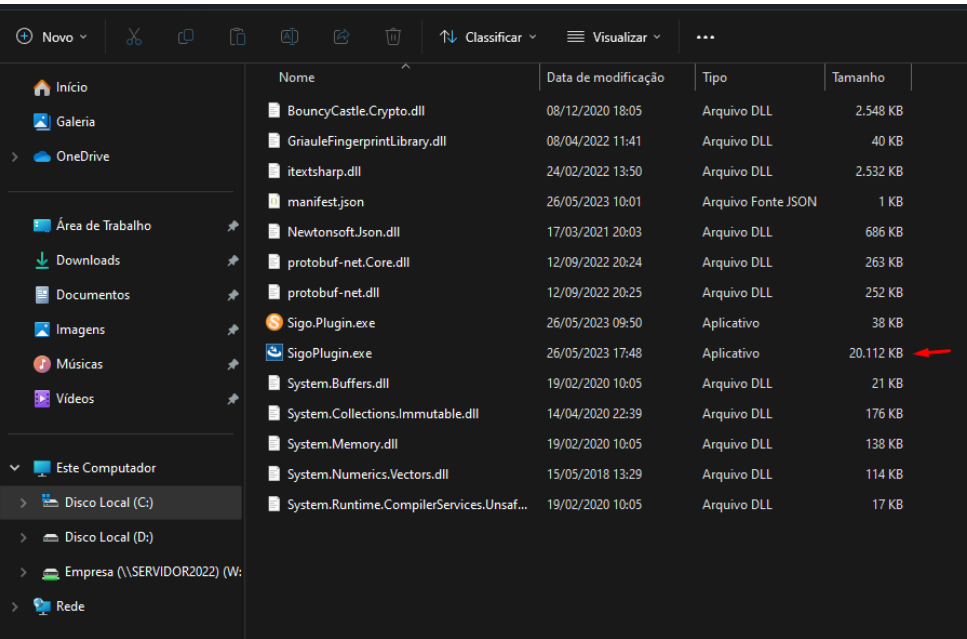 Novo Classificar Visualizar
Início
Galeria
OneDrive
Área de Trabalho
Downloads
Documentos
Imagens
Músicas
Vídeos
Este Computador
Disco Local (C:)
Disco Local (D:)
Empresa (\\SERVIDOR2022) (W:
Rede
Nome Data de modificação Tipo Tamanho
BouncyCastle.Crypto.dll 08/12/2020 18:05 Arquivo DLL 2.548 KB
GriauleFingerprintLibrary.dll 08/04/2022 11:41 Arquivo DLL 40 KB
itextsharp.dll 24/02/2022 13:50 Arquivo DLL 2.532 KB
manifest.json 26/05/2023 10:01 Arquivo Fonte JSON 1 KB
Newtonsoft.Json.dll 17/03/2021 20:03 Arquivo DLL 686 KB
protobuf-net.Core.dll 12/09/2022 20:24 Arquivo DLL 263 KB
protobuf-net.dll 12/09/2022 20:25 Arquivo DLL 252 KB
Sigo.Plugin.exe 26/05/2023 09:50 Aplicativo 38 KB
SigoPlugin.exe 26/05/2023 17:48 Aplicativo 20.112 KB
System.Buffers.dll 19/02/2020 10:05 Arquivo DLL 21 KB
System.Collections.Immutable.dll 14/04/2020 22:39 Arquivo DLL 176 KB
System.Memory.dll 19/02/2020 10:05 Arquivo DLL 138 KB
System.Numerics.Vectors.dll 15/05/2018 13:29 Arquivo DLL 114 KB
System.Runtime.CompilerServices.Unsaf... 19/02/2020 10:05 Arquivo DLL 17 KB